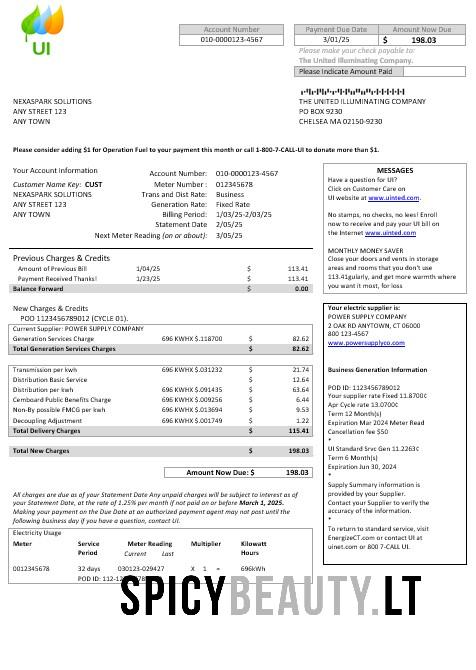 UI
Account Number
010-0000123-4567
Payment Due Date Amount Now Due
3/01/25 $ 198.03
Please make your check payable to:
The United Illuminating Company.
Please Indicate Amount Paid
NEXASPARK SOLUTIONS
ANY STREET 123
ANY TOWN
THE UNITED ILLUMINATING COMPANY
PO BOX 9230
CHELSEA MA 02150-9230
Please consider adding $1 for Operation Fuel to your payment this month or call 1-800-7-CALL-UI to donate more than $1.
Your Account Information
Customer Name Key: CUST
NEXASPARK SOLUTIONS
ANY STREET 123
ANY TOWN
Account Number: 010-0000123-4567
Meter Number : 012345678
Trans and Dist Rate: Business
Generation Rate: Fixed Rate
Billing Period: 1/03/25-2/03/25
Statement Date 2/05/25
Next Meter Reading (on or about): 3/05/25
Previous Charges & Credits
Amount of Previous Bill 1/04/25 $ 113.41
Payment Received Thanks! 1/23/25 $ 113.41
Balance Forward $ 0.00
New Charges & Credits
POD 1123456789012 (CYCLE 01).
Current Supplier: POWER SUPPLY COMPANY
Generation Services Charge 696 KWHX $.118700 $ 82.62
Total Generation Services Charges $ 82.62
Transmission per kwh 696 KWHX $.031232 $ 21.74
Distribution Basic Service $ 12.64
Distribution per kwh 696 KWHX $.091435 $ 63.64
Cembould Public Benefits Charge 696 KWHX $.009256 $ 6.44
Non-By possible FMCG per kwh 696 KWHX $.013694 $ 9.53
Decoupling Adjustment 696 KWHX $.001749 $ 1.22
Total Delivery Charges $ 115.41
Total New Charges $ 198.03
Amount Now Due: $ 198.03
All charges are due as of your Statement Date Any unpaid charges will be subject to interest as of
your Statement Date, at the rate of 1.25% per month if not paid on or before March 1, 2025.
Making your payment on the Due Date at an authorized payment agent may not post until the
following business day if you have a question, contact UI.
Electricity Usage
Meter Service Period Meter Reading Multiplier Kilowatt Hours
Current Last
0012345678 32 days 030123-029427 X 1 = 696kWh
POD ID: 112-12
MESSAGES
Have a question for UI?
Click on Customer Care on
UI website at www.uinted.com.
No stamps, no checks, no lees! Enroll
now to receive and pay your UI bill on
the Internet www.uinted.com
MONTHLY MONEY SAVER
Close your doors and vents in storage
areas and rooms that you don't use
113.41gularly, and get more warmth where
you want it most, for loss
Your electric supplier is:
POWER SUPPLY COMPANY
2 OAK RD ANYTOWN, CT 06000
800 123-4567
www.powersupplyco.com
Business Generation Information
POD ID: 1123456789012
Your supplier rate Fixed 11.8700¢
Apr Cycle rate 13.0700¢
Term 12 Month(s)
Expiration Mar 2024 Meter Read
Cancellation fee $50
*
UI Standard Srvc Gen 11.2263¢
Term 6 Month(s)
Expiration Jun 30, 2024
*
Supply Summary information is
provided by your Supplier.
Contact your Supplier to verify the
accuracy of the information.
*
To return to standard service, visit
EnergizeCT.com or contact UI at
uinet.com or 800 7-CALL UI.
SPICYBEAUTY.LT